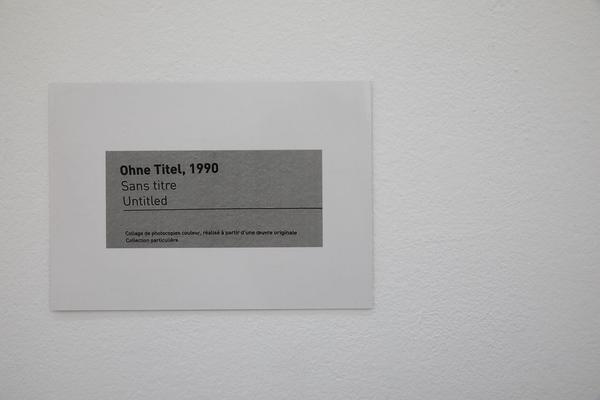 Ohne Titel, 1990
Sans titre
Untitled
Collage de photocopies couleur, réalisé à partir d'une œuvre originale
Collection particulière